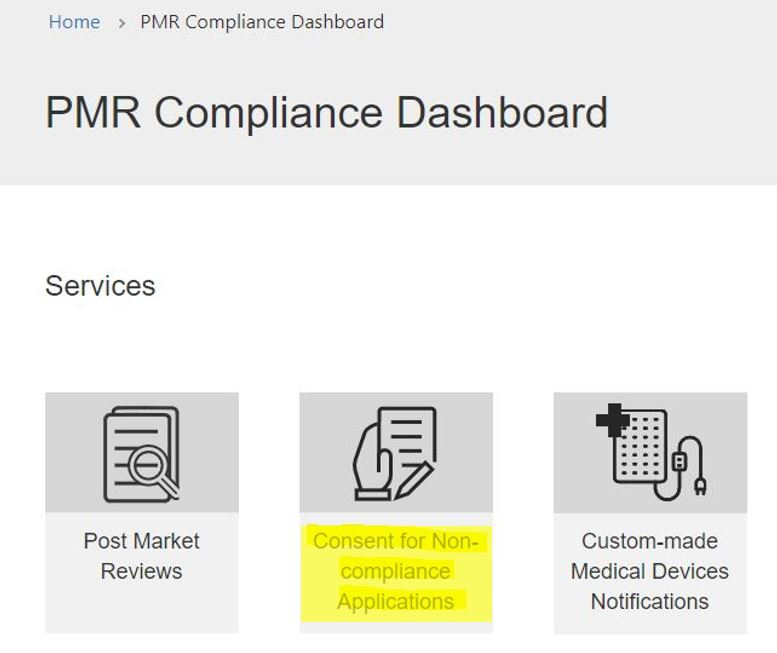 Home > PMR Compliance Dashboard
PMR Compliance Dashboard
Services
Post Market
Reviews
Consent for Non-
compliance
Applications
Custom-made
Medical Devices
Notifications